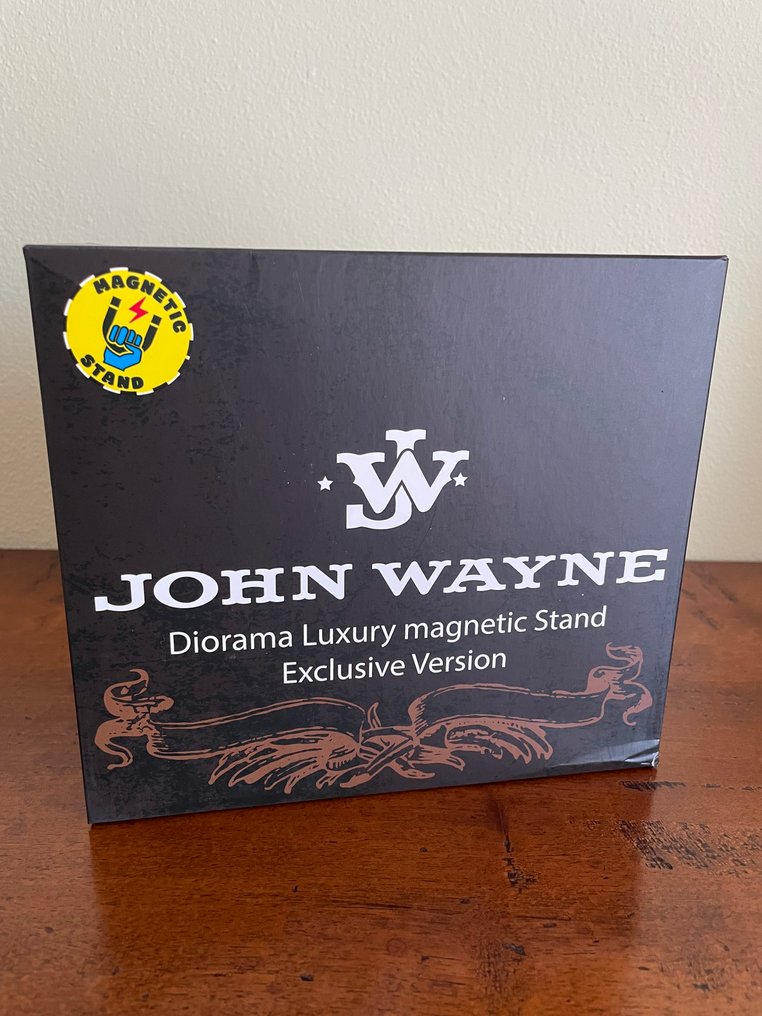 MAGNETIC
STAND
JW
JOHN WAYNE
Diorama Luxury magnetic Stand
Exclusive Version